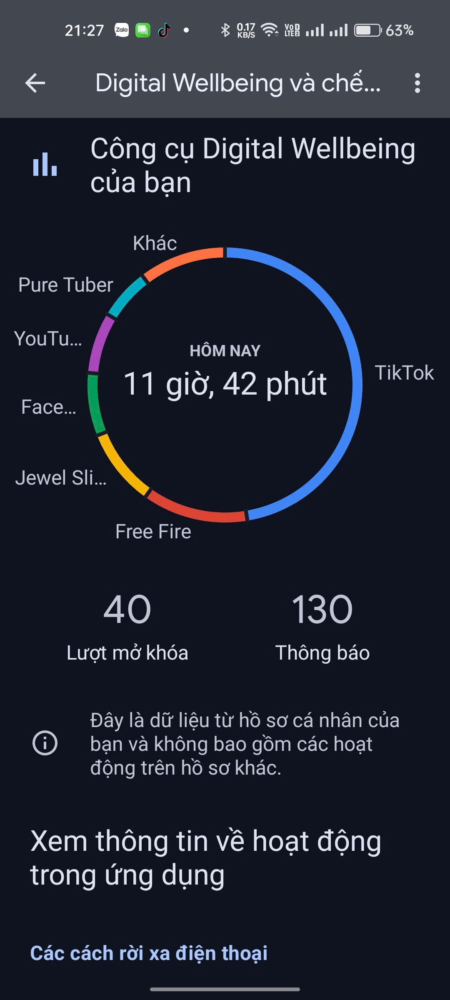 21:27 Zalo 0.17 KB/S VoD LTE2 63%
Digital Wellbeing và chế...
Công cụ Digital Wellbeing
của bạn
Khác
Pure Tuber
YouTu...
HÔM NAY
TikTok
11 giờ, 42 phút
Face...
Jewel Sli...
Free Fire
40 130
Lượt mở khóa Thông báo
Đây là dữ liệu từ hồ sơ cá nhân của
bạn và không bao gồm các hoạt
động trên hồ sơ khác.
Xem thông tin về hoạt động
trong ứng dụng
Các cách rời xa điện thoại